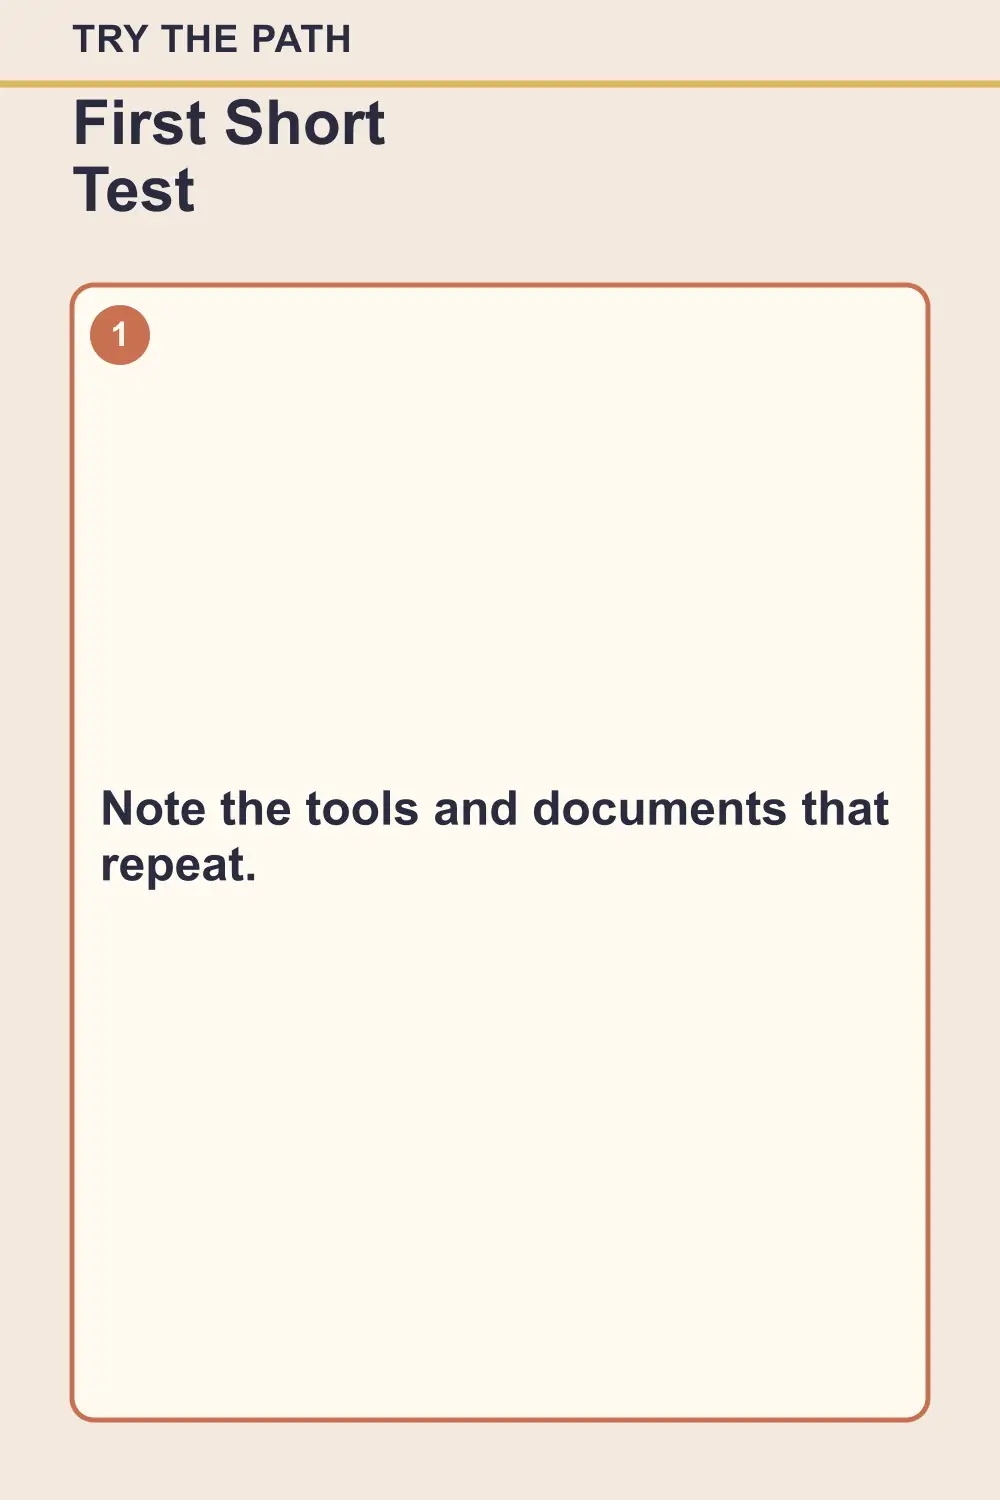 TRY THE PATH
First Short
Test
1
Note the tools and documents that
repeat.